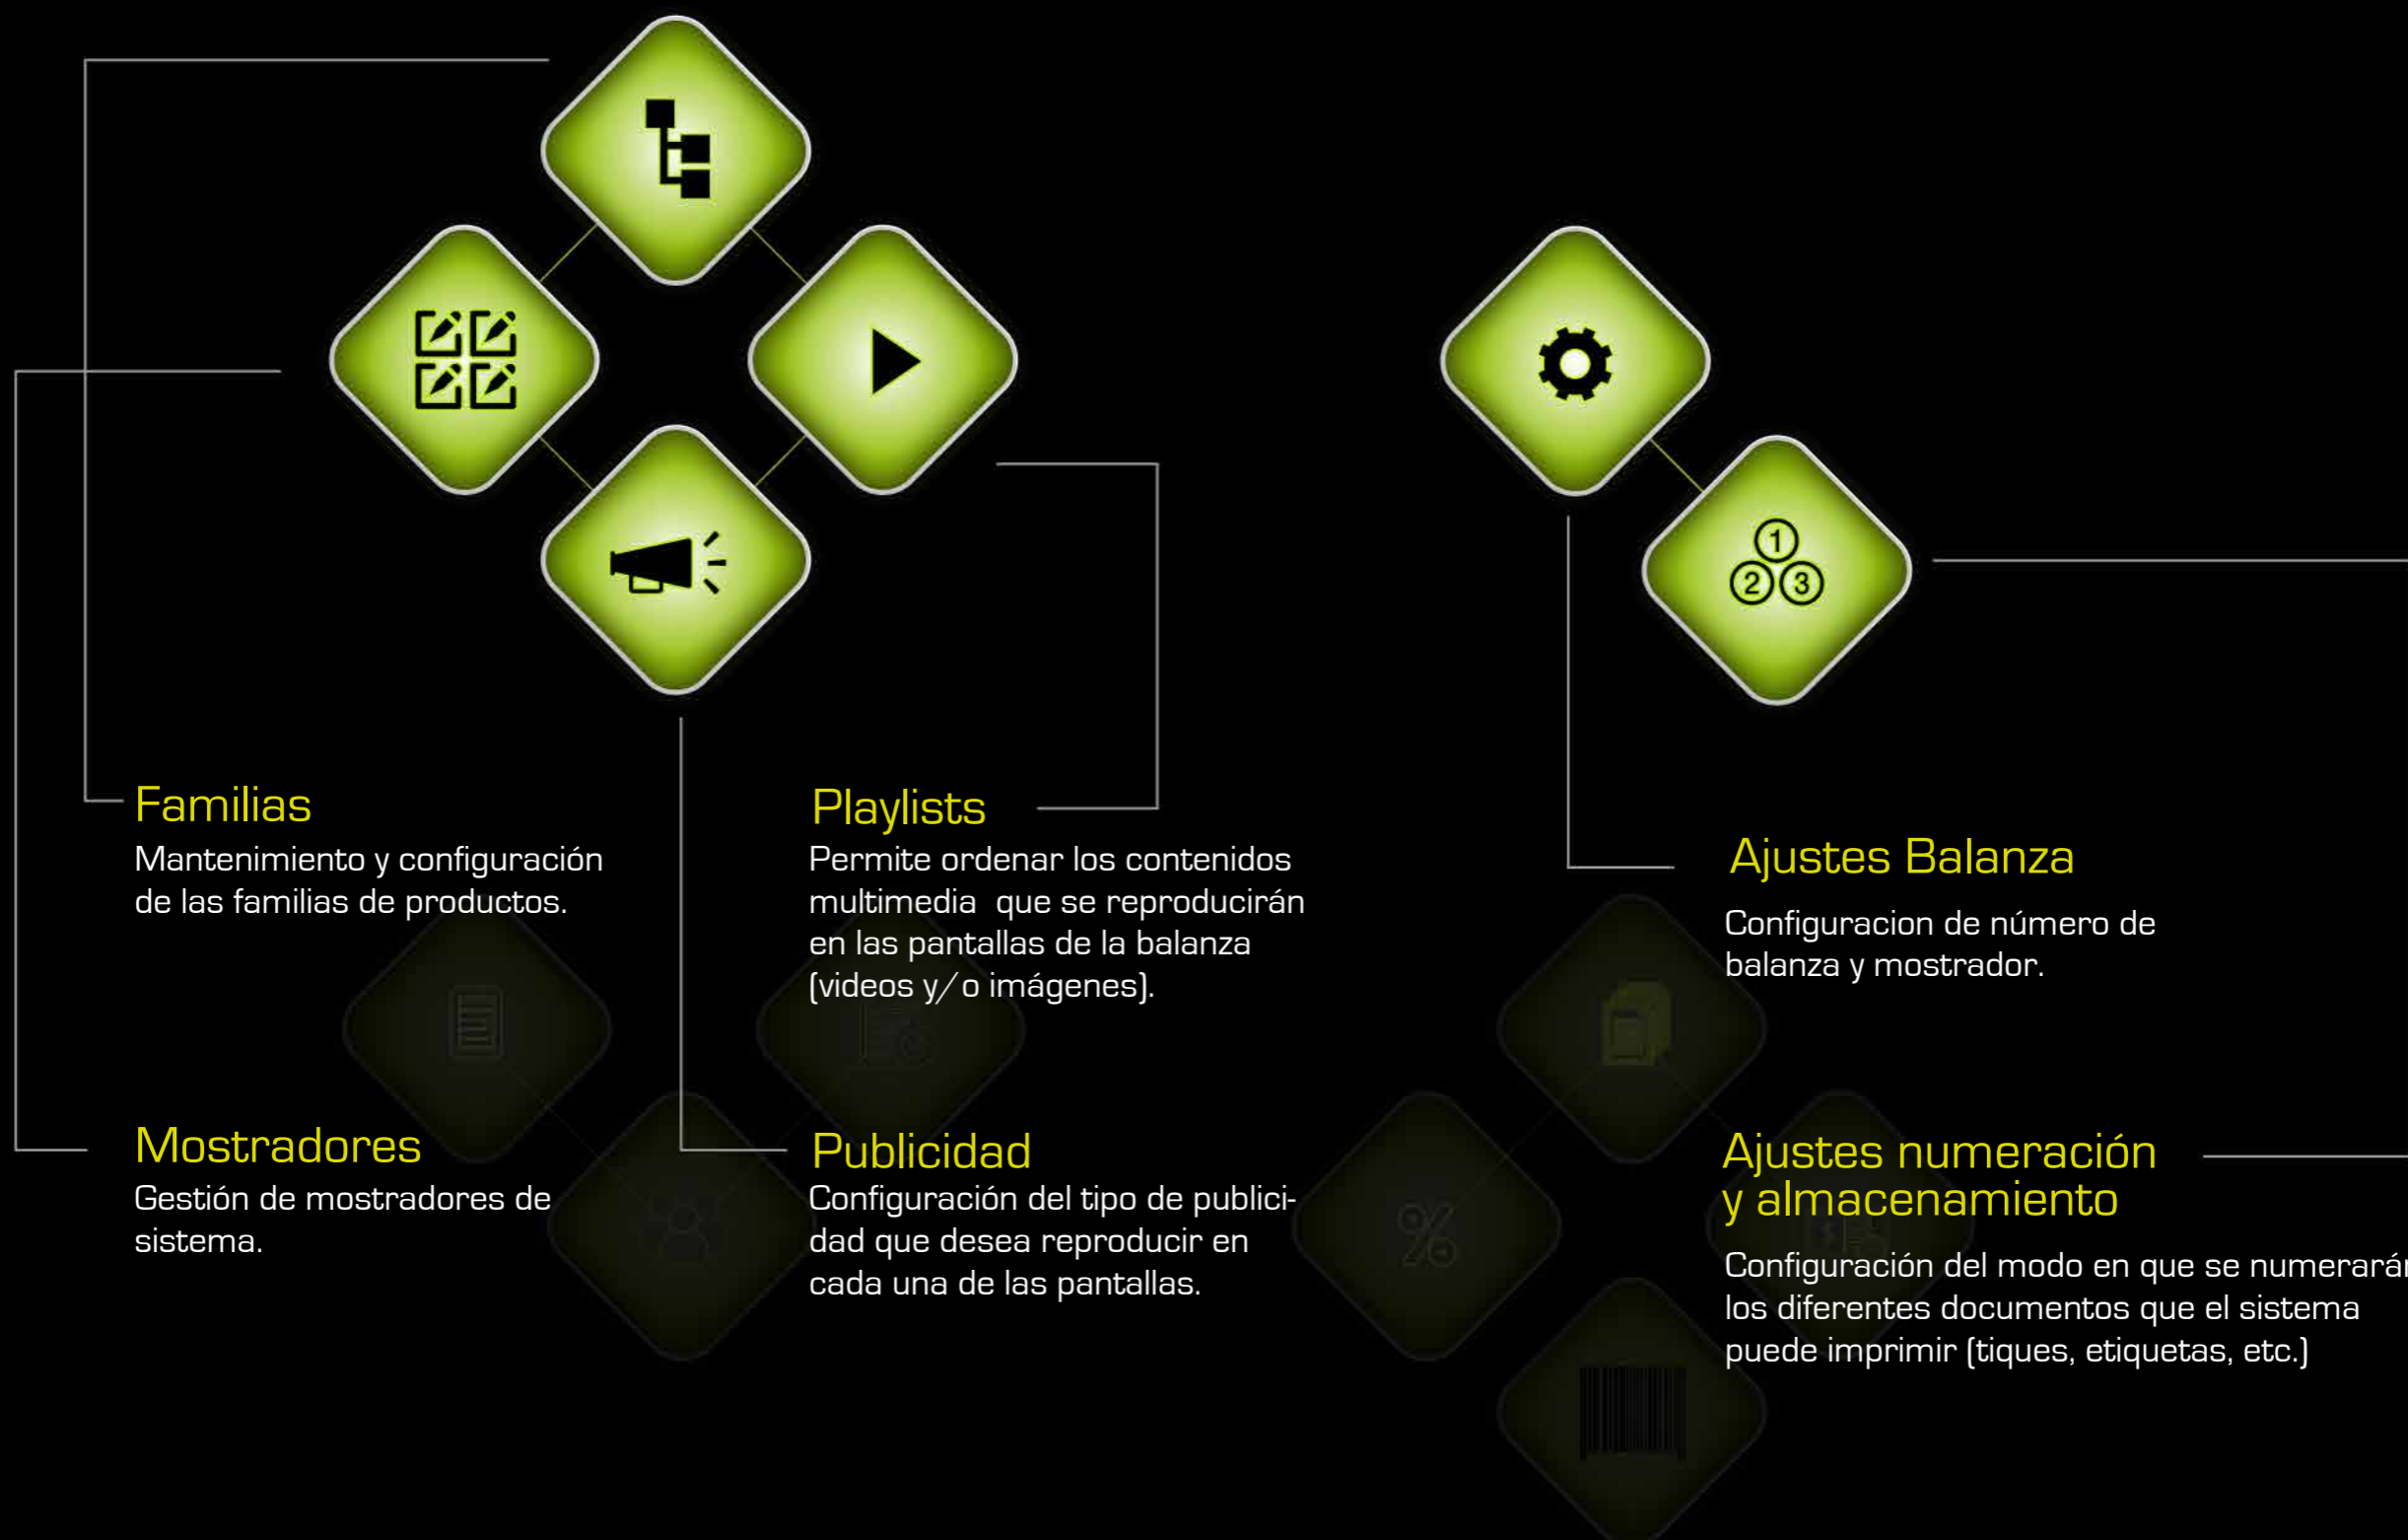 1
2 3
Familias
Mantenimiento y configuración
de las familias de productos.
Mostradores
Gestión de mostradores de
sistema.
Playlists
Permite ordenar los contenidos
multimedia que se reproducirán
en las pantallas de la balanza
(videos y/o imágenes).
Publicidad
Configuración del tipo de publici-
dad que desea reproducir en
cada una de las pantallas.
Ajustes Balanza
Configuracion de número de
balanza y mostrador.
Ajustes numeración
y almacenamiento
Configuración del modo en que se numerarán
los diferentes documentos que el sistema
puede imprimir (tiques, etiquetas, etc.)